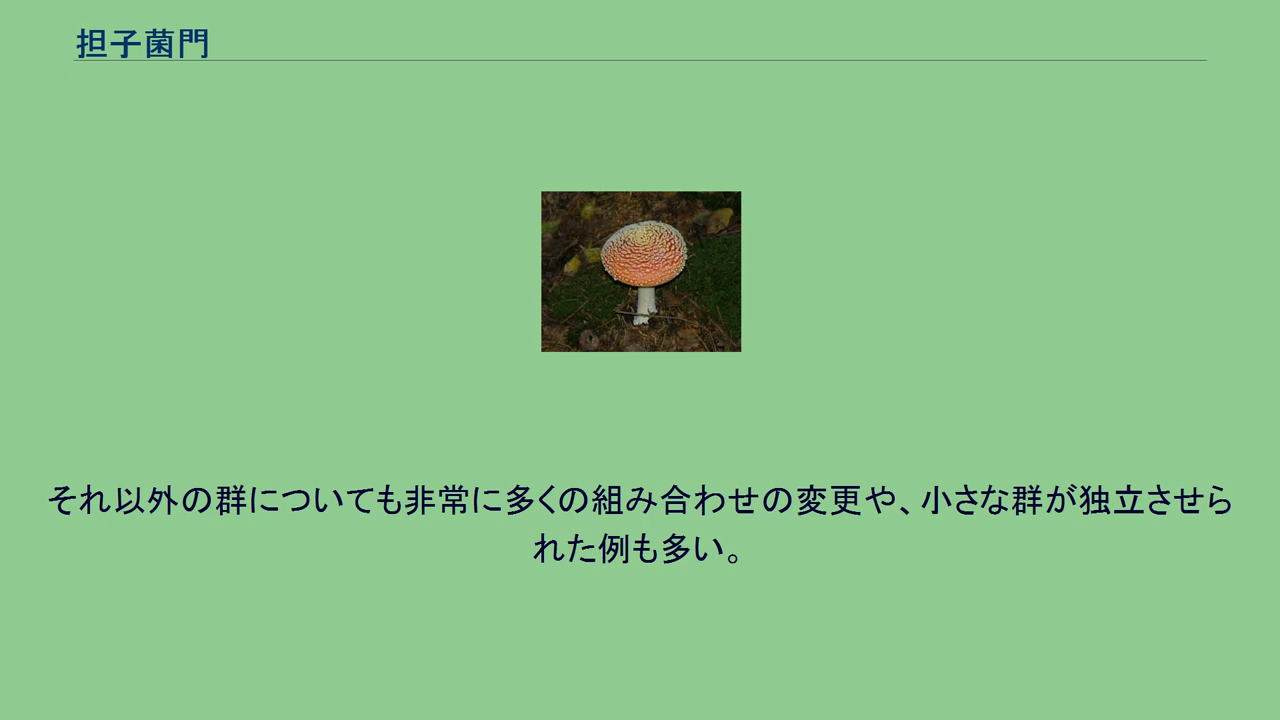 担子菌門
それ以外の群についても非常に多くの組み合わせの変更や、小さな群が独立させら
れた例も多い。